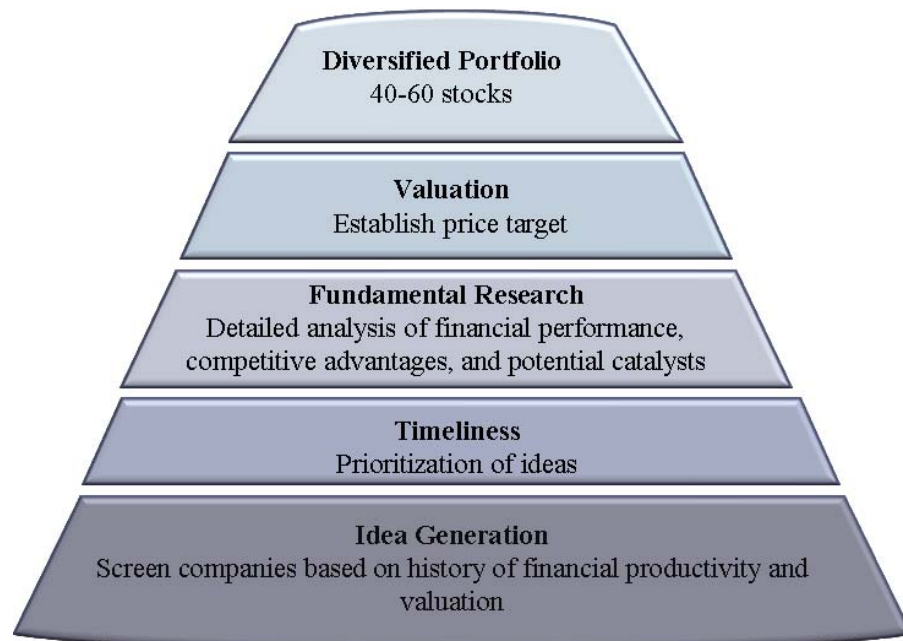 Diversified Portfolio
40-60 stocks
Valuation
Establish price target
Fundamental Research
Detailed analysis of financial performance,
competitive advantages, and potential catalysts
Timeliness
Prioritization of ideas
Idea Generation
Screen companies based on history of financial productivity and
valuation